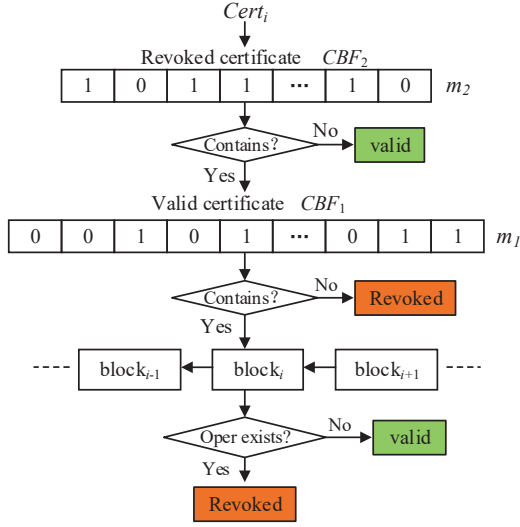 Cert_i
Revoked certificate CBF_2
1 0 1 1 ··· 1 0 m_2
Contains? No valid
Yes
Valid certificate CBF_1
0 0 1 0 1 ··· 0 1 1 m_1
Contains? No Revoked
Yes
block_{i-1} block_i block_{i+1}
Oper exists? No valid
Yes
Revoked